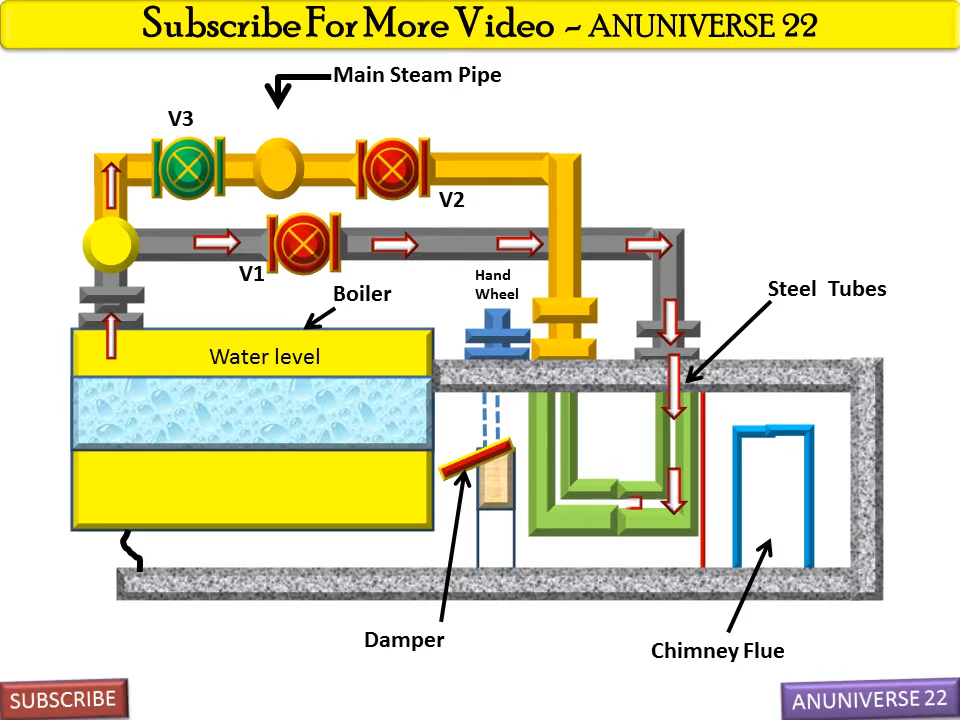 Subscribe For More Video ~ ANUNIVERSE 22
Main Steam Pipe
V3
V2
V1
Hand
Wheel
Boiler
Steel Tubes
Water level
Damper
Chimney Flue
SUBSCRIBE
ANUNIVERSE 22